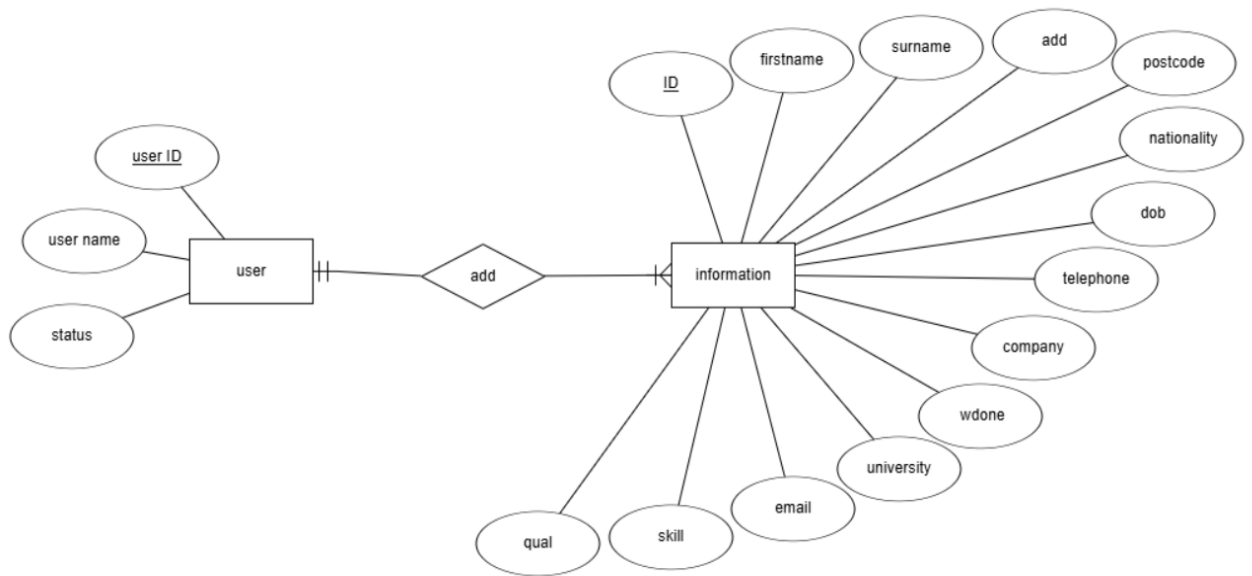 add
surname
firstname
postcode
ID
nationality
user ID
dob
user name
user
add
information
telephone
status
company
wdone
university
email
skill
qual